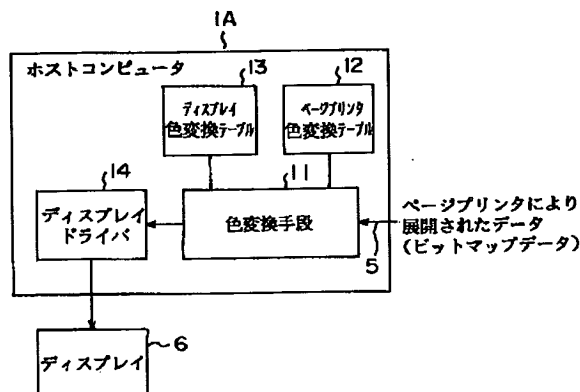 1A
ホストコンピュータ
13
12
ディスプレイ
色変換テーブル
ページプリンタ
色変換テーブル
14
11
ディスプレイ
ドライバ
色変換手段
ページプリンタにより
展開されたデータ
(ビットマップデータ)
5
ディスプレイ
6